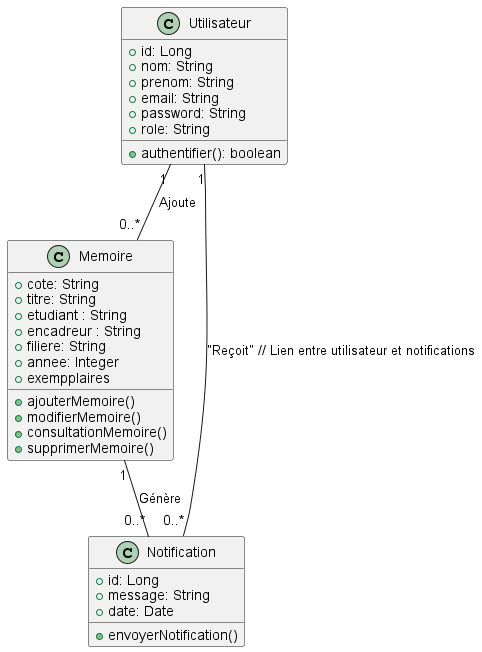 C Utilisateur
id: Long
nom: String
prenom: String
email: String
password: String
role: String
authentifier(): boolean
1
1
Ajoute
0..*
C Memoire
cote: String
titre: String
etudiant : String
encadreur : String
filiere: String
annee: Integer
exempplaires
ajouterMemoire()
modifierMemoire()
consultationMemoire()
supprimerMemoire()
"Reçoit" // Lien entre utilisateur et notifications
1
Génère
0..*
0..*
C Notification
id: Long
message: String
date: Date
envoyerNotification()